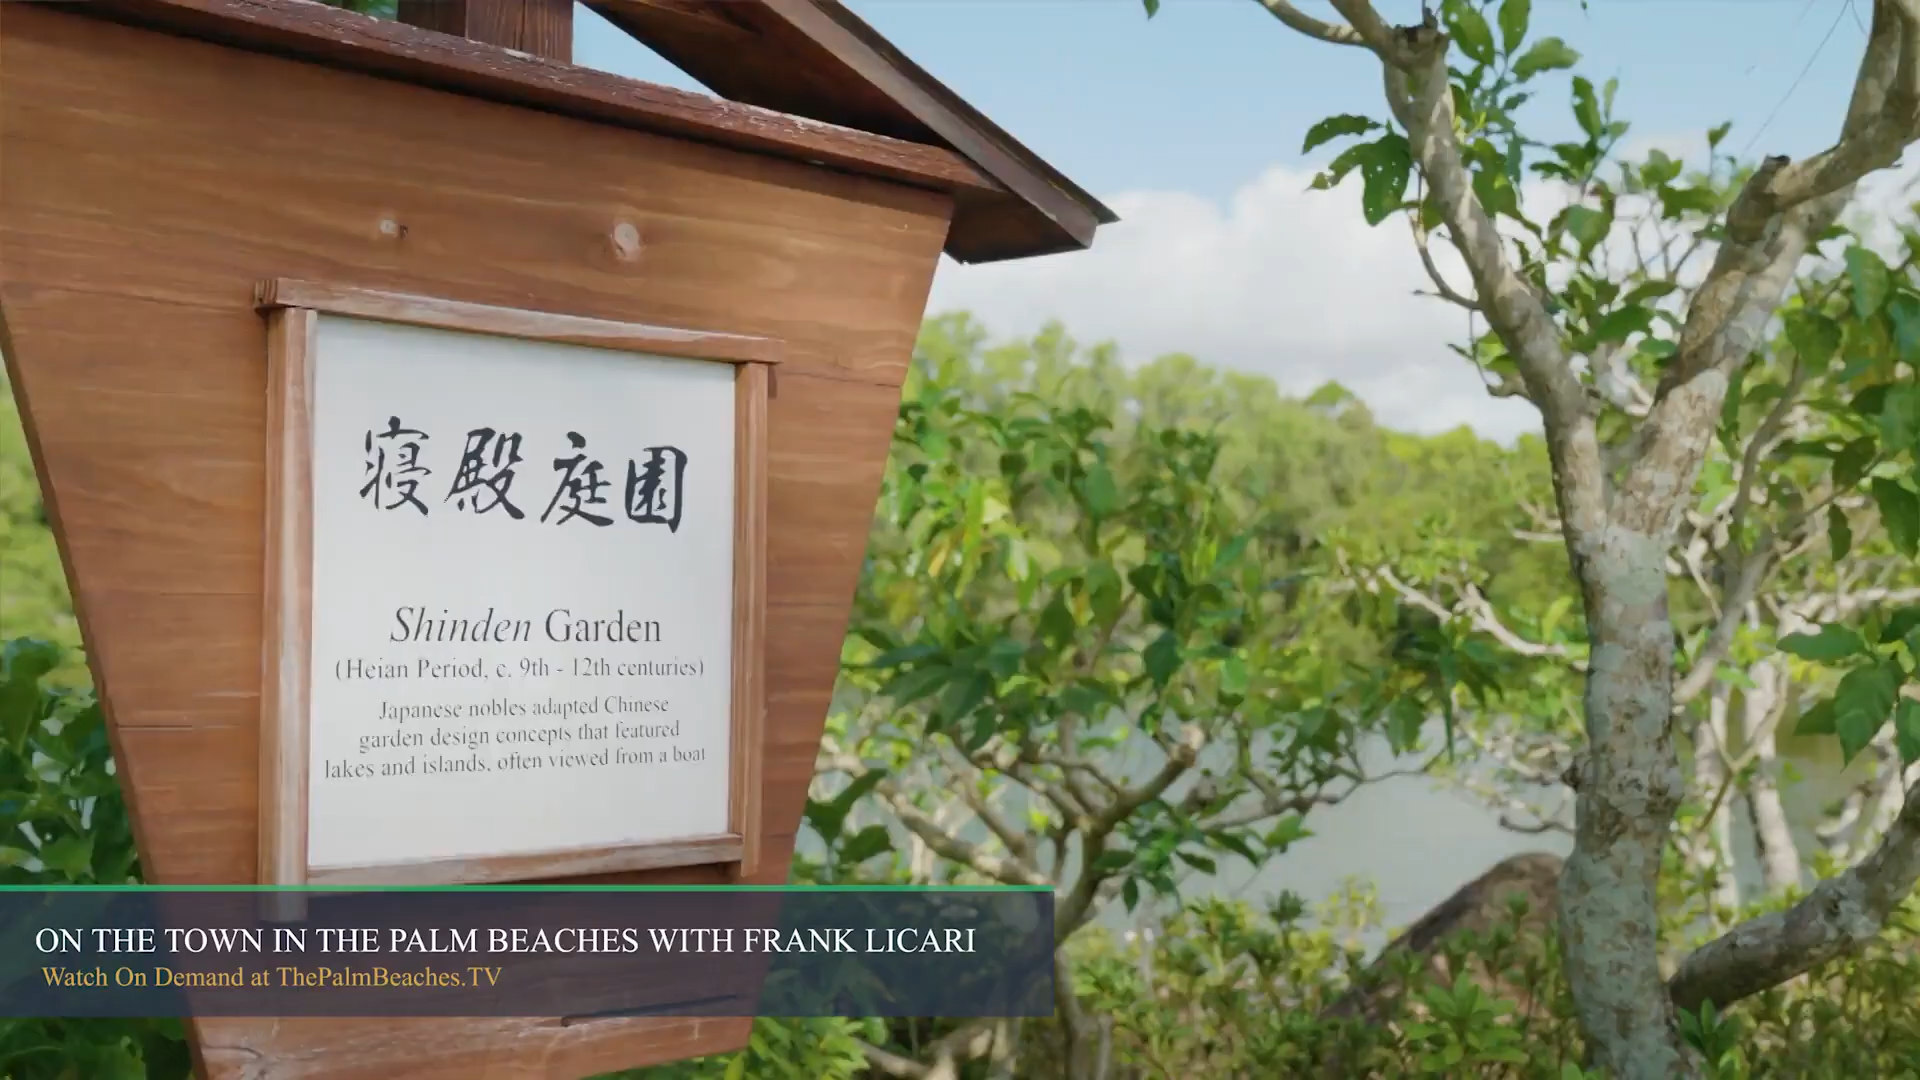 寝殿庭園
Shinden Garden
(Heian Period, c. 9th - 12th centuries)
Japanese nobles adapted Chinese
garden design concepts that featured
lakes and islands, often viewed from a boat
ON THE TOWN IN THE PALM BEACHES WITH FRANK LICARI
Watch On Demand at ThePalmBeaches.TV